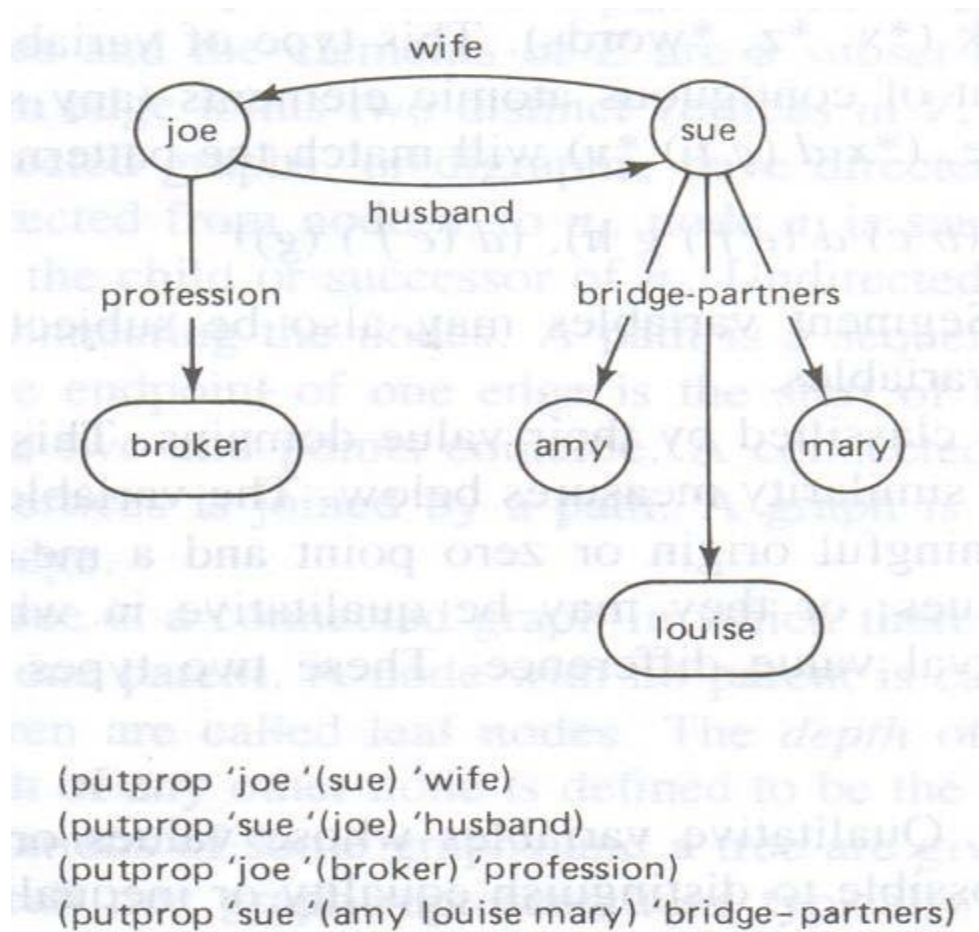 wife
joe
sue
husband
profession
bridge-partners
broker
amy
mary
louise
(putprop 'joe '(sue) 'wife)
(putprop 'sue '(joe) 'husband)
(putprop 'joe '(broker) 'profession)
(putprop 'sue '(amy louise mary) 'bridge-partners)